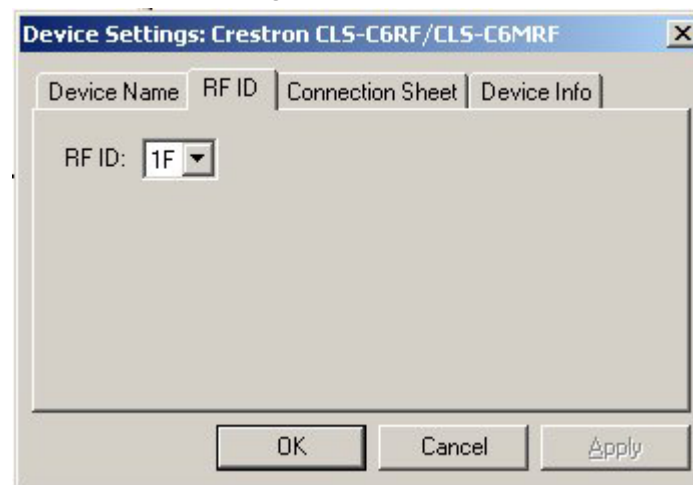 Device Settings: Crestron CLS-C6RF/CLS-C6MRF
Device Name RF ID Connection Sheet Device Info
RF ID: 1F
OK Cancel Apply